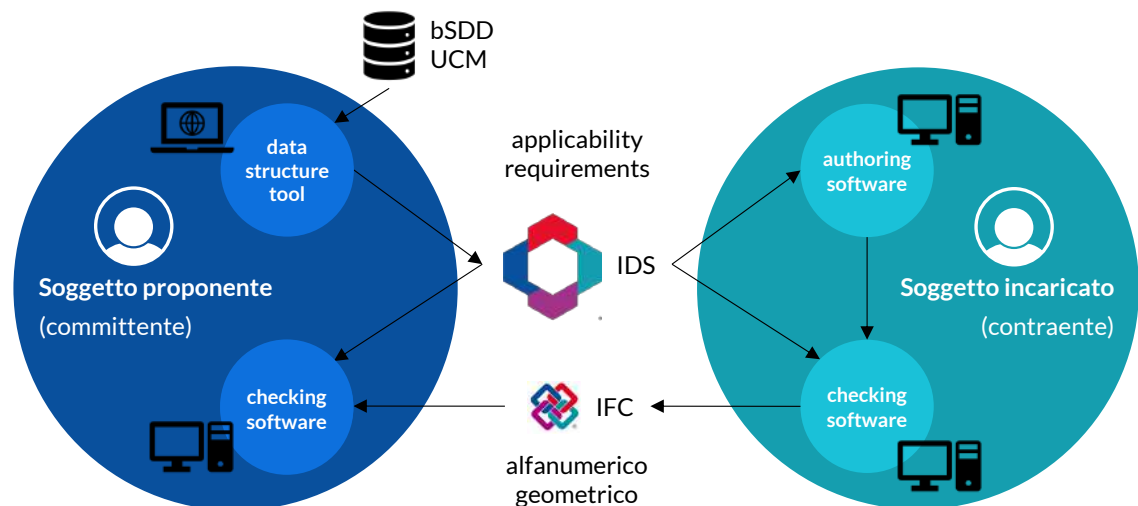 bSDD
UCM
data
structure
tool
applicability
requirements
authoring
software
Soggetto proponente
(committente)
IDS
Soggetto incaricato
(contraente)
checking
software
IFC
checking
software
alfanumerico
geometrico